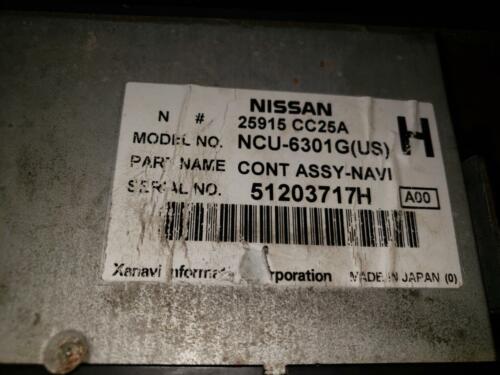 NISSAN
N # 25915 CC25A
H
MODEL NO. NCU-6301G(US)
PART NAME CONT ASSY-NAVI
SERIAL NO. 51203717H A00
Xanavi Informat Corporation MADE IN JAPAN (0)